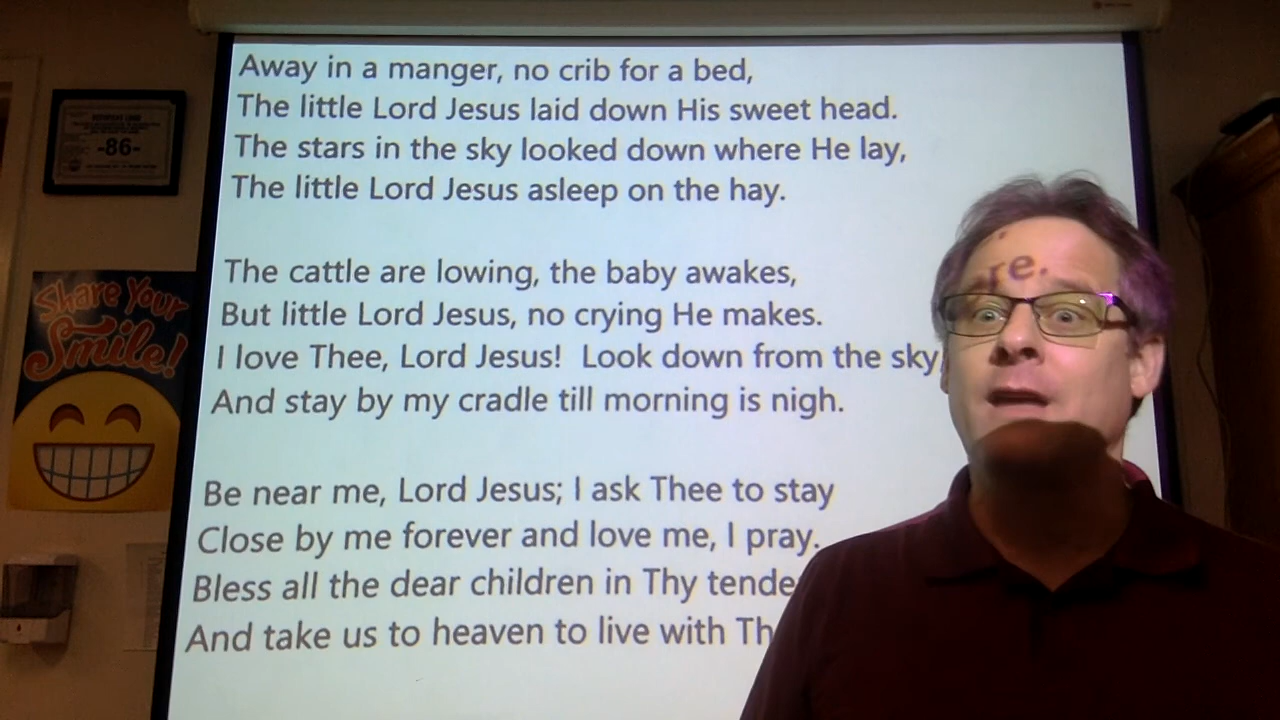 -86-
Share Your
Smile!
Away in a manger, no crib for a bed,
The little Lord Jesus laid down His sweet head.
The stars in the sky looked down where He lay,
The little Lord Jesus asleep on the hay.
The cattle are lowing, the baby awakes,
But little Lord Jesus, no crying He makes.
I love Thee, Lord Jesus!  Look down from the sky,
And stay by my cradle till morning is nigh.
Be near me, Lord Jesus; I ask Thee to stay
Close by me forever and love me, I pray.
Bless all the dear children in Thy tende
And take us to heaven to live with Th
re.